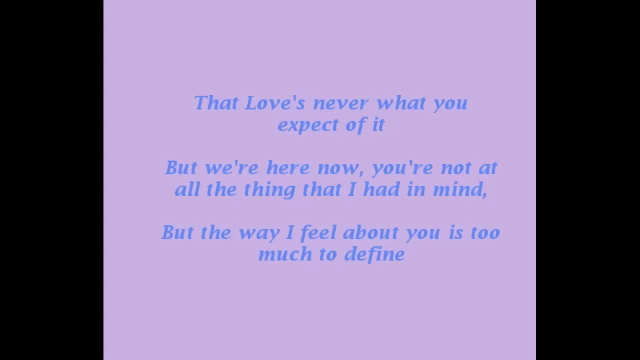 That Love's never what you
expect of it
But we're here now, you're not at
all the thing that I had in mind,
But the way I feel about you is too
much to define